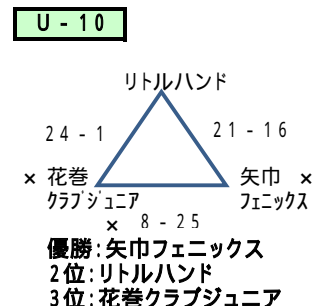 U - 10
リトルハンド
24 - 1
21 - 16
× 花巻
クラブジュニア
矢巾 ×
フェニックス
× 8 - 25
優勝:矢巾フェニックス
2位:リトルハンド
3位:花巻クラブジュニア